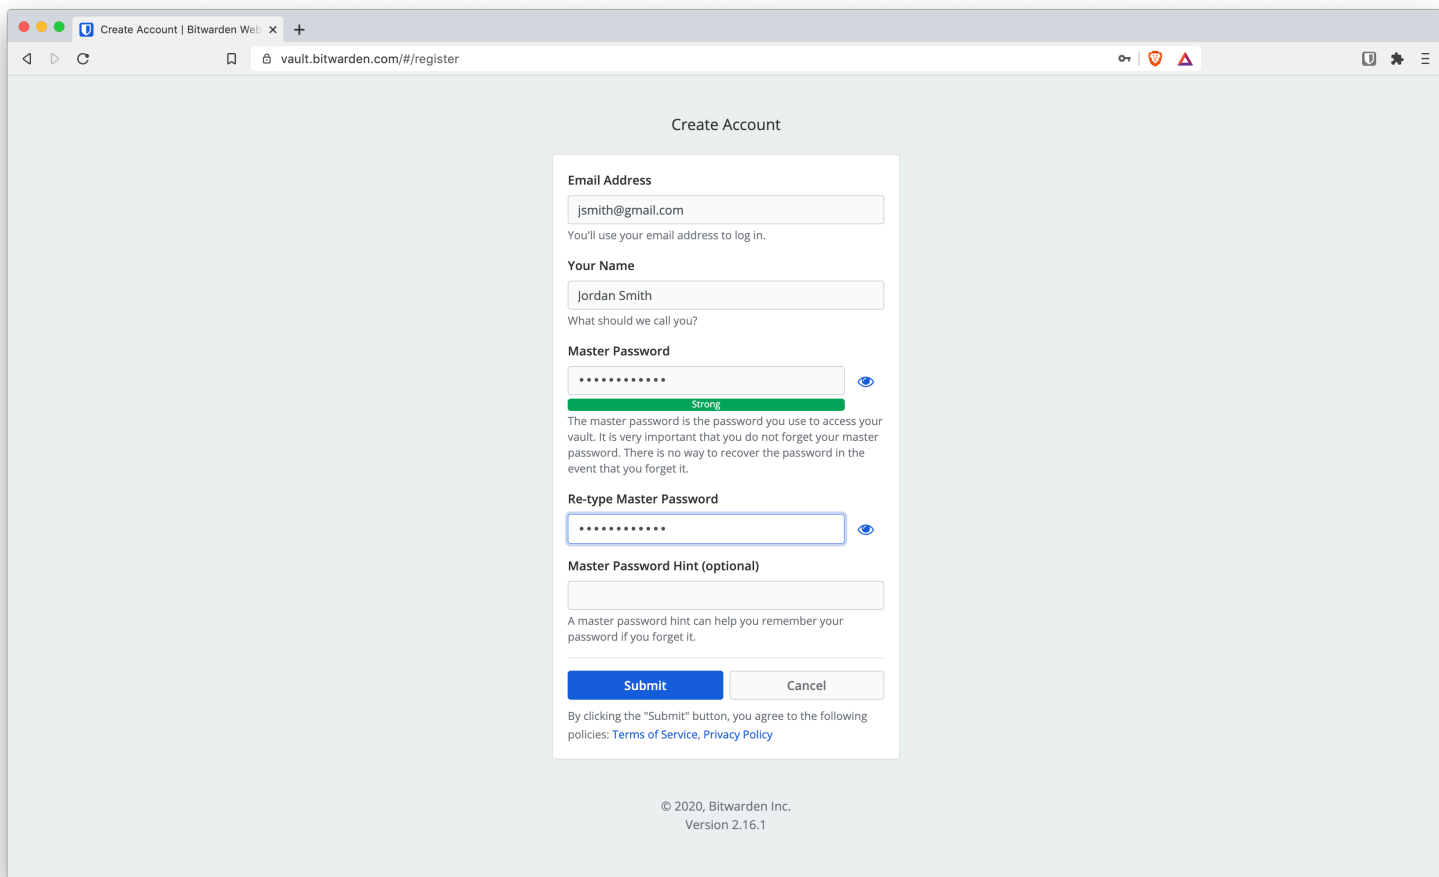 Create Account | Bitwarden Web
vault.bitwarden.com/#/register
Create Account
Email Address
jsmith@gmail.com
You'll use your email address to log in.
Your Name
Jordan Smith
What should we call you?
Master Password
••••••••••••
Strong
The master password is the password you use to access your
vault. It is very important that you do not forget your master
password. There is no way to recover the password in the
event that you forget it.
Re-type Master Password
••••••••••••
Master Password Hint (optional)
A master password hint can help you remember your
password if you forget it.
Submit Cancel
By clicking the "Submit" button, you agree to the following
policies: Terms of Service, Privacy Policy
© 2020, Bitwarden Inc.
Version 2.16.1